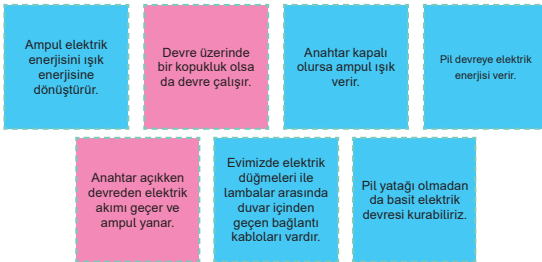 Ampul elektrik
enerjisini ışık
enerjisine
dönüştürür.
Devre üzerinde
bir kopukluk olsa
da devre çalışır.
Anahtar kapalı
olursa ampul ışık
verir.
Pil devreye elektrik
enerjisi verir.
Anahtar açıkken
devreden elektrik
akımı geçer ve
ampul yanar.
Evimizde elektrik
düğmeleri ile
lambalar arasında
duvar içinden
geçen bağlantı
kabloları vardır.
Pil yatağı olmadan
da basit elektrik
devresi kurabiliriz.